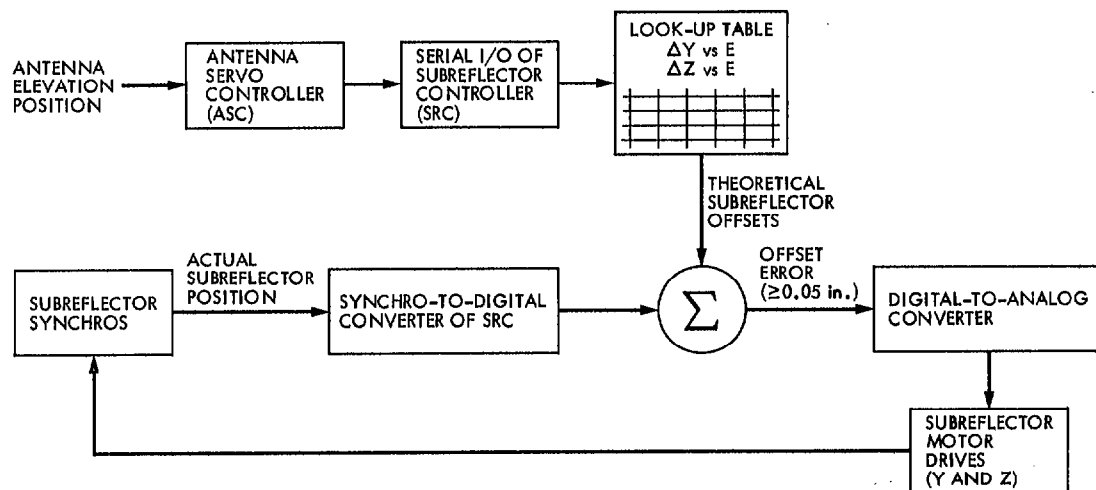 ANTENNA
ELEVATION
POSITION
ANTENNA
SERVO
CONTROLLER
(ASC)
SERIAL I/O OF
SUBREFLECTOR
CONTROLLER
(SRC)
LOOK-UP TABLE
ΔY vs E
ΔZ vs E
THEORETICAL
SUBREFLECTOR
OFFSETS
SUBREFLECTOR
SYNCHROS
ACTUAL
SUBREFLECTOR
POSITION
SYNCHRO-TO-DIGITAL
CONVERTER OF SRC
Σ
OFFSET
ERROR
(≥0.05 in.)
DIGITAL-TO-ANALOG
CONVERTER
SUBREFLECTOR
MOTOR
DRIVES
(Y AND Z)